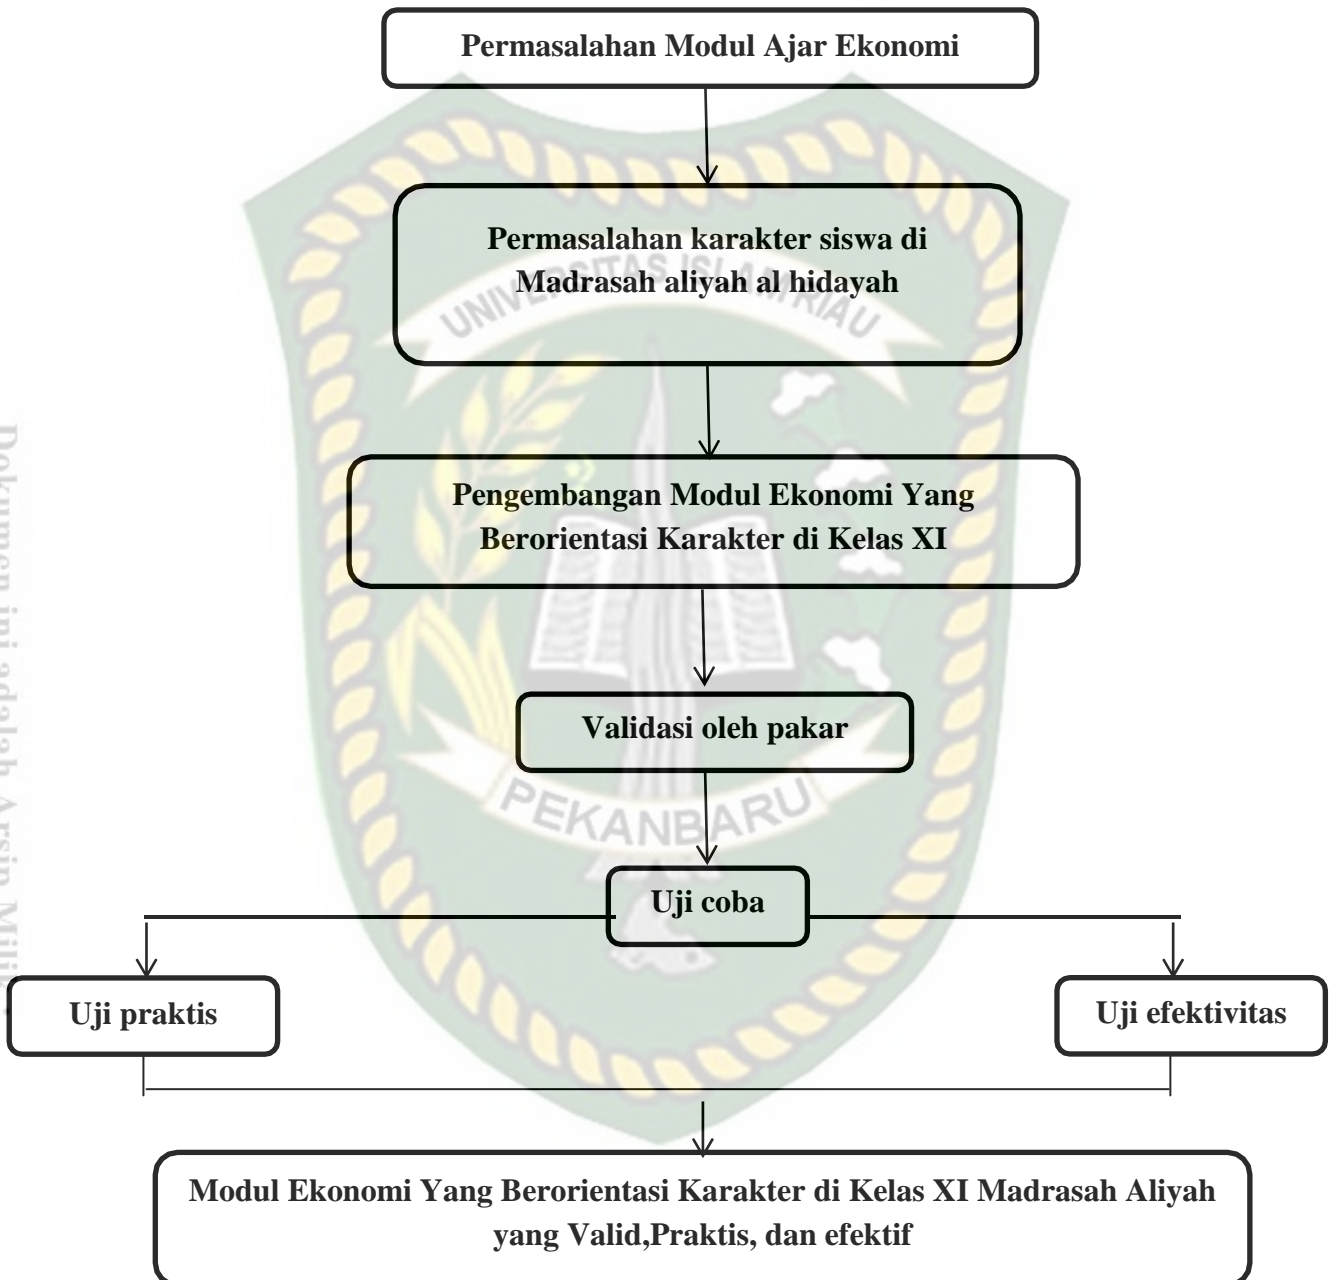 Permasalahan Modul Ajar Ekonomi
Permasalahan karakter siswa di
Madrasah aliyah al hidayah
UNIVERSITAS ISLAM RIAU
Pengembangan Modul Ekonomi Yang
Berorientasi Karakter di Kelas XI
Validasi oleh pakar
PEKANBARU
Uji coba
Uji praktis
Uji efektivitas
Modul Ekonomi Yang Berorientasi Karakter di Kelas XI Madrasah Aliyah
yang Valid,Praktis, dan efektif
Dokumen ini adalah Arsip Milik :